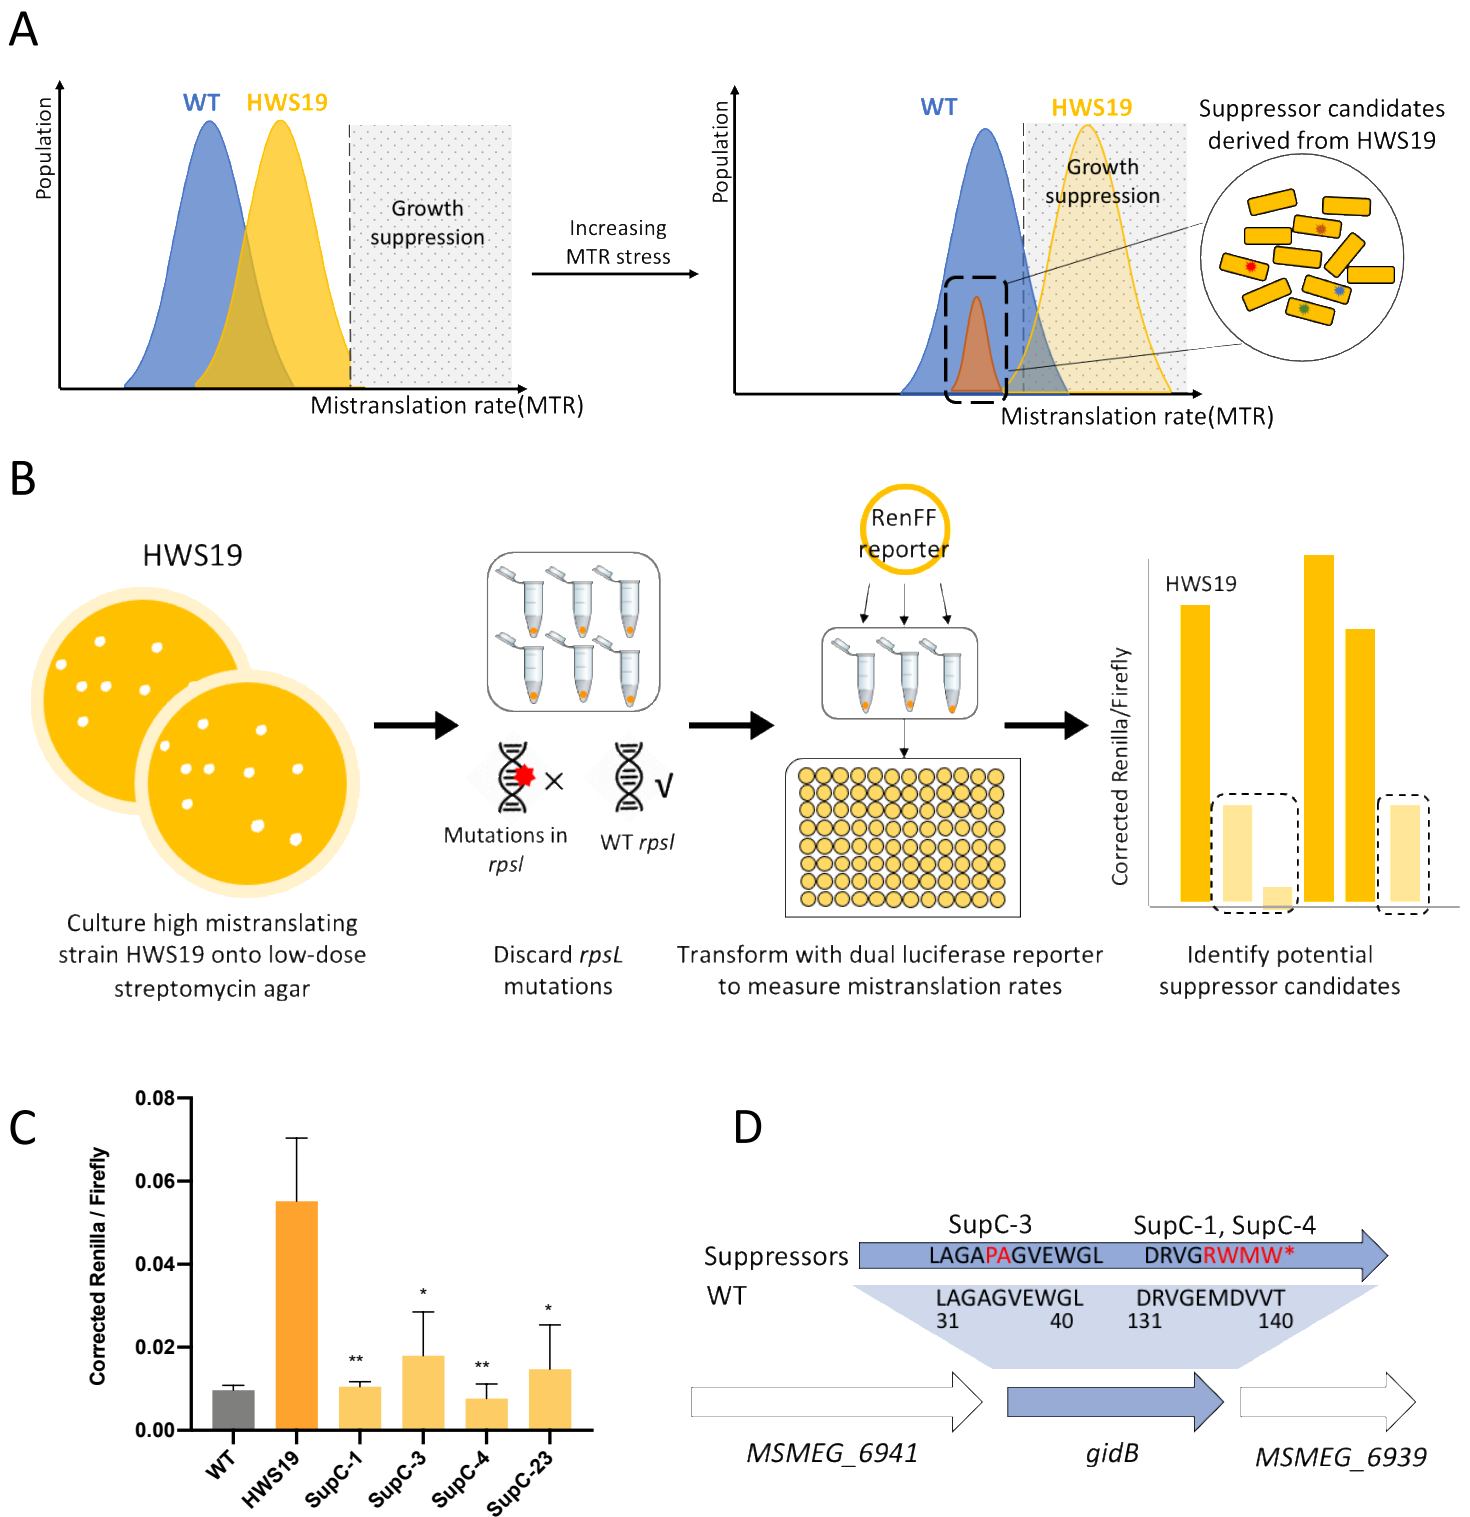 A
WT
HWS19
Population
Growth
suppression
Mistranslation rate(MTR)
Increasing
MTR stress
WT
HWS19
Population
Growth
suppression
Mistranslation rate(MTR)
Suppressor candidates
derived from HWS19
B
HWS19
Culture high mistranslating
strain HWS19 onto low-dose
streptomycin agar
Mutations in
rpsl
WT rpsl
Discard rpsL
mutations
RenFF
reporter
Transform with dual luciferase reporter
to measure mistranslation rates
HWS19
Corrected Renilla/Firefly
Identify potential
suppressor candidates
C
Corrected Renilla / Firefly
0.08
0.06
0.04
0.02
0.00
**
*
**
*
WT
HWS19
SupC-1
SupC-3
SupC-4
SupC-23
D
SupC-3
SupC-1, SupC-4
Suppressors
LAGAPAGVEWGL
DRVGRWMW*
WT
LAGAGVEWGL
DRVGEMDVVT
31
40
131
140
MSMEG_6941
gidB
MSMEG_6939